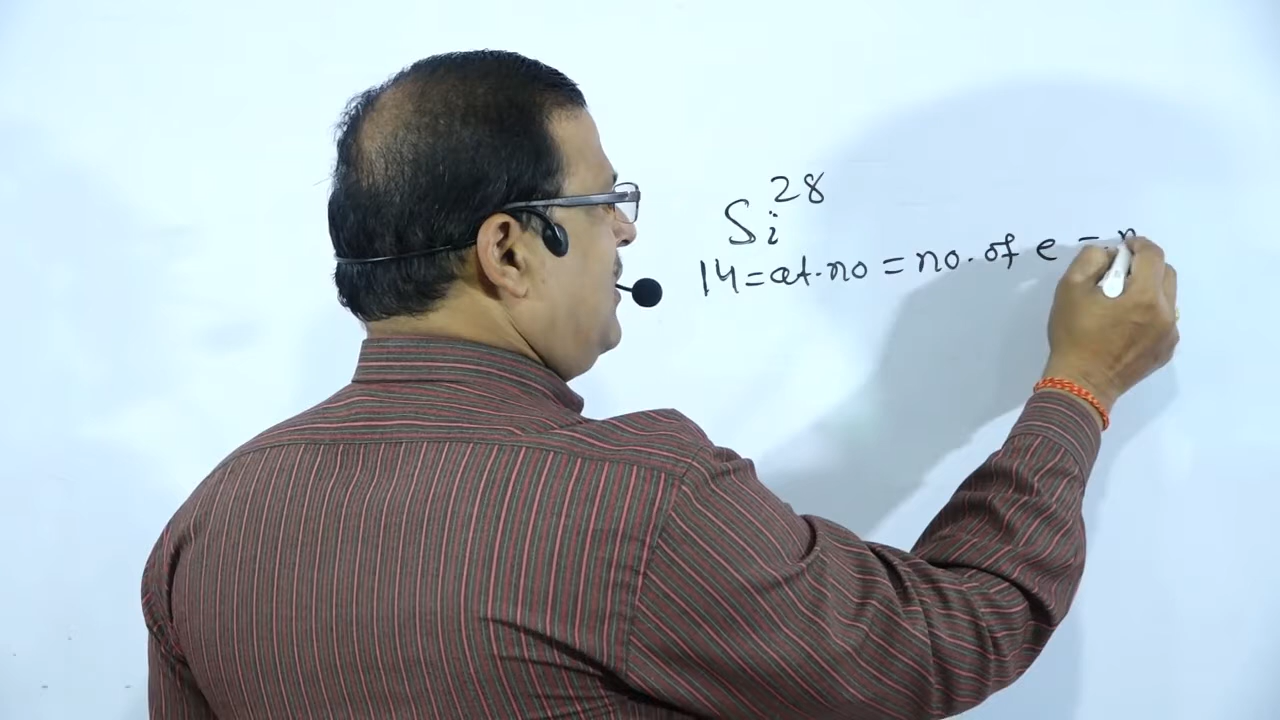 Si 28
14 = at. no = no. of e = n